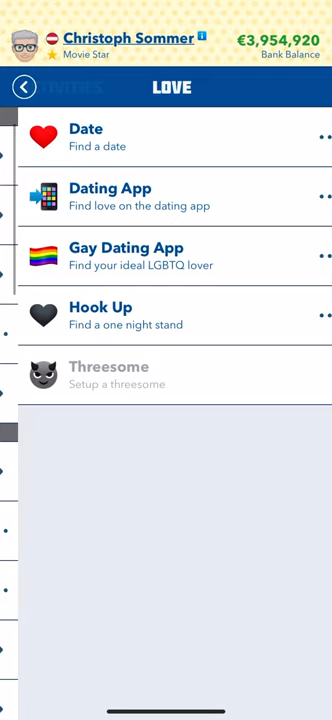 Christoph Sommer
€3,954,920
Movie Star
Bank Balance
LOVE
Date
Find a date
Dating App
Find love on the dating app
Gay Dating App
Find your ideal LGBTQ lover
Hook Up
Find a one night stand
Threesome
Setup a threesome